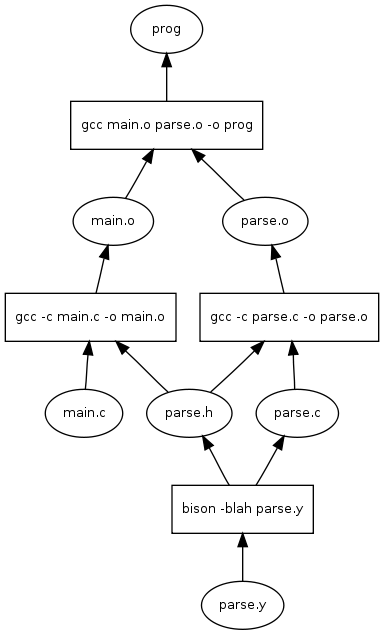 prog
gcc main.o parse.o -o prog
main.o
parse.o
gcc -c main.c -o main.o
gcc -c parse.c -o parse.o
main.c
parse.h
parse.c
bison -blah parse.y
parse.y